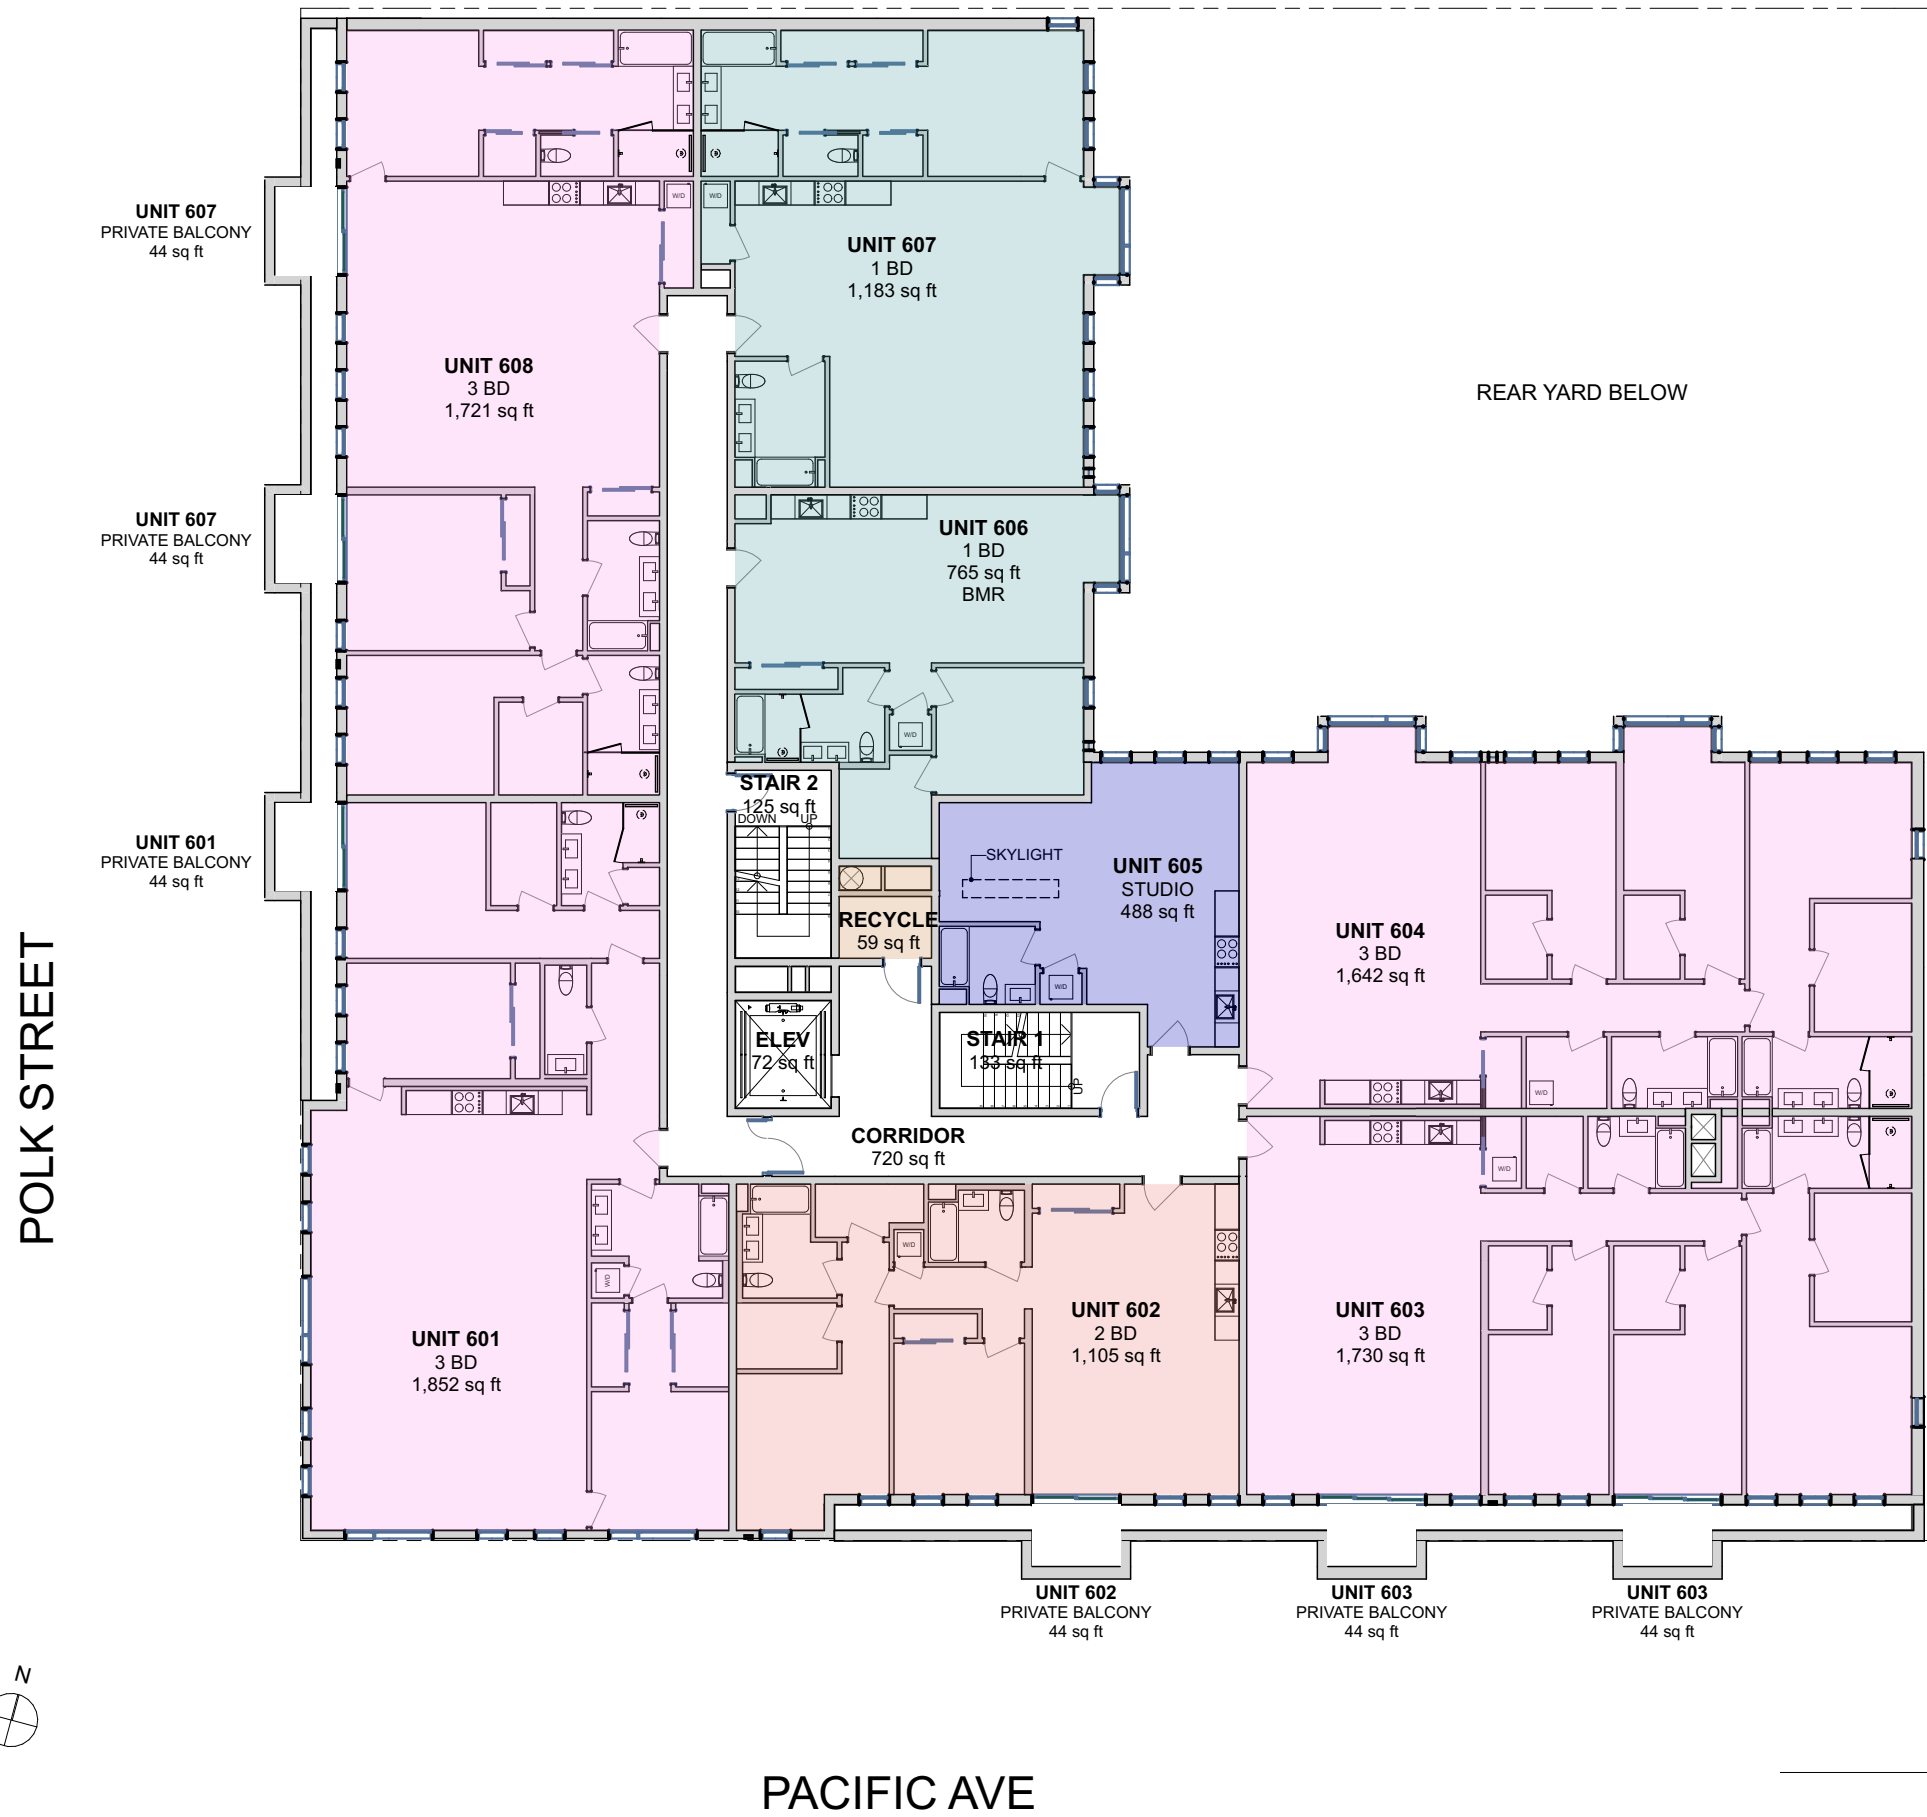 UNIT 607
PRIVATE BALCONY
44 sq ft
UNIT 607
1 BD
1,183 sq ft
W/D
W/D
UNIT 608
3 BD
1,721 sq ft
REAR YARD BELOW
UNIT 607
PRIVATE BALCONY
44 sq ft
UNIT 606
1 BD
765 sq ft
BMR
W/D
STAIR 2
125 sq ft
DOWN
UP
UNIT 601
PRIVATE BALCONY
44 sq ft
SKYLIGHT
UNIT 605
STUDIO
488 sq ft
RECYCLE
59 sq ft
W/D
UNIT 604
3 BD
1,642 sq ft
W/D
ELEV
72 sq ft
STAIR 1
133 sq ft
UP
CORRIDOR
720 sq ft
W/D
W/D
W/D
UNIT 601
3 BD
1,852 sq ft
UNIT 602
2 BD
1,105 sq ft
UNIT 603
3 BD
1,730 sq ft
POLK STREET
UNIT 602
PRIVATE BALCONY
44 sq ft
UNIT 603
PRIVATE BALCONY
44 sq ft
UNIT 603
PRIVATE BALCONY
44 sq ft
N
PACIFIC AVE